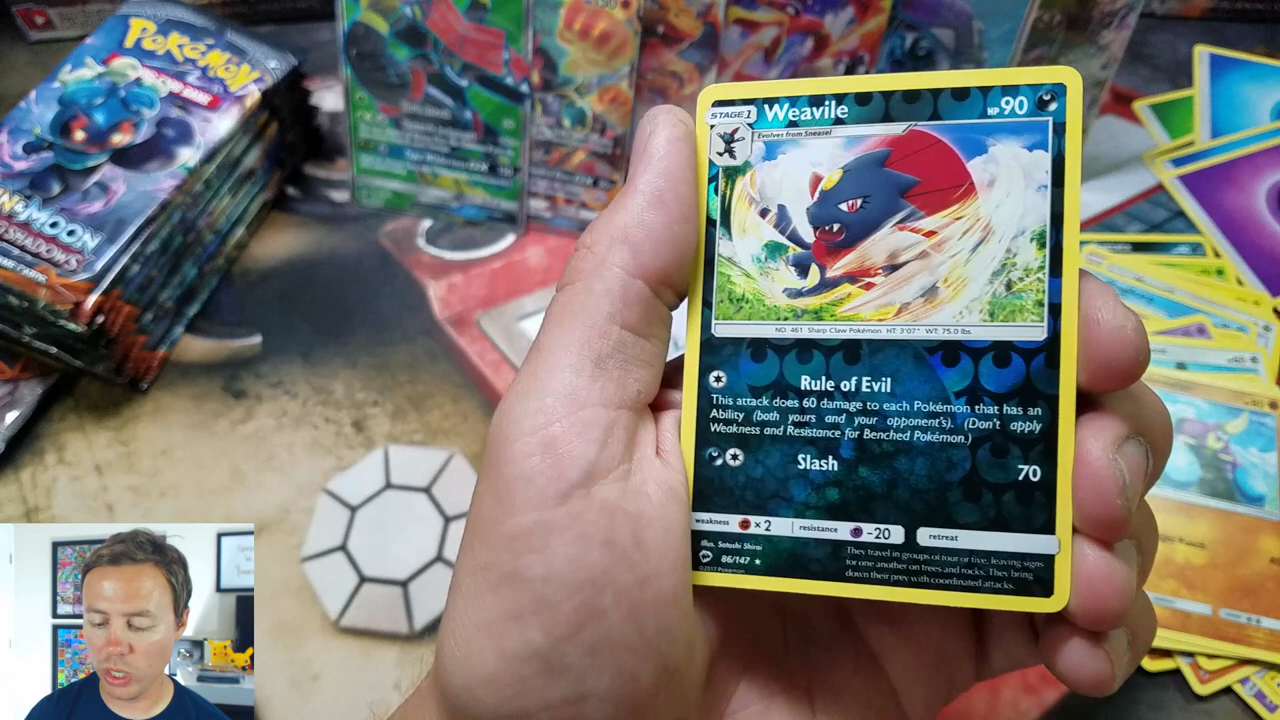 Pokémon
MOON
SHADOWS
STAGE1 Weavile HP 90
Evolves from Sneasel
NO. 461 Sharp Claw Pokémon HT: 3'07" WT: 75.0 lbs.
Rule of Evil
This attack does 60 damage to each Pokémon that has an
Ability (both yours and your opponent's). (Don't apply
Weakness and Resistance for Benched Pokémon.)
Slash 70
weakness ×2 resistance -20 retreat
Illus. Satoshi Shirai
86/147 ★
©2017 Pokémon
They travel in groups of four or five, leaving signs
for one another on trees and rocks. They bring
down their prey with coordinated attacks.